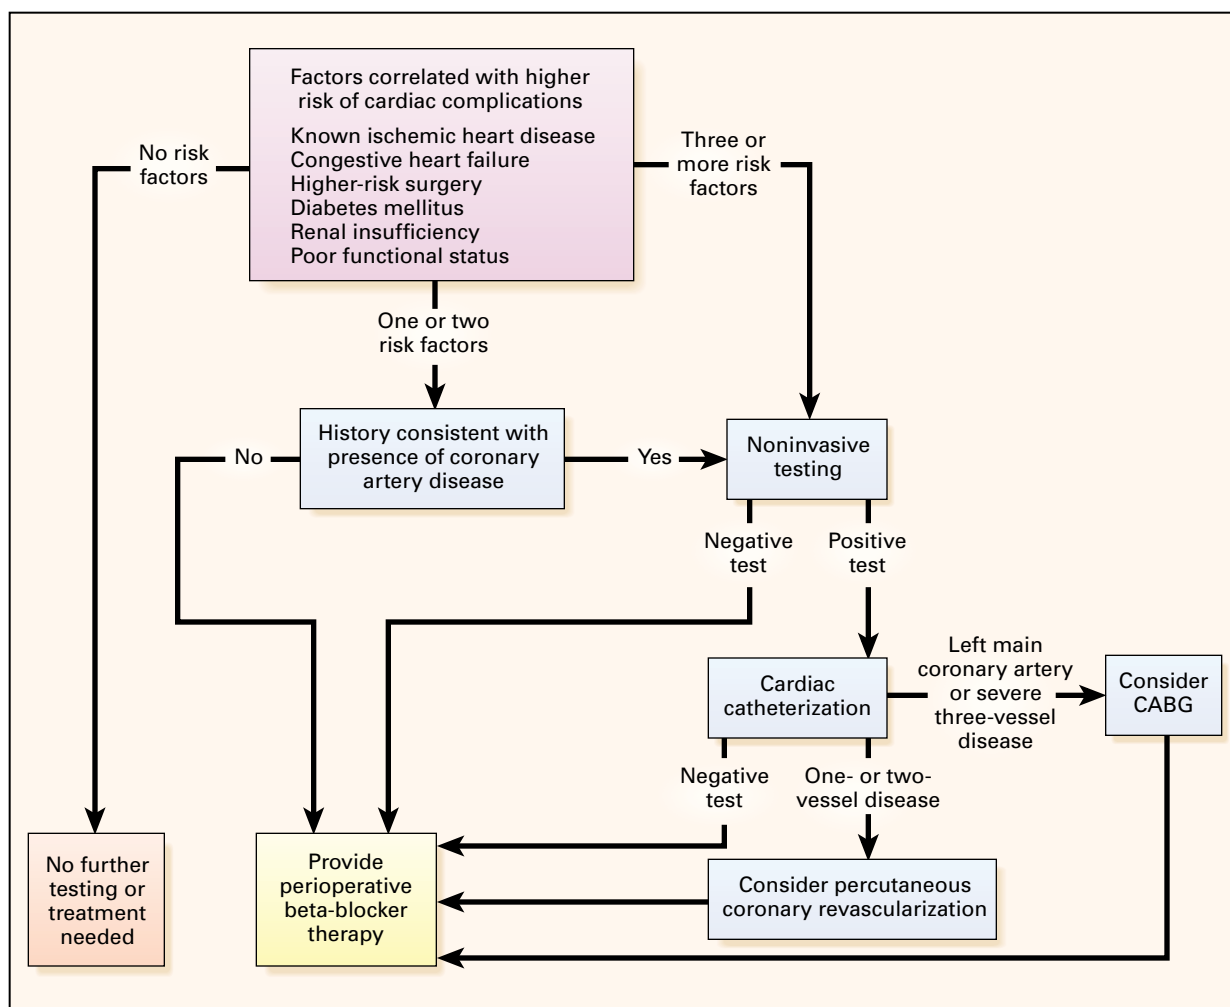 Factors correlated with higher
risk of cardiac complications
Known ischemic heart disease
Congestive heart failure
Higher-risk surgery
Diabetes mellitus
Renal insufficiency
Poor functional status
No risk
factors
Three or
more risk
factors
One or two
risk factors
History consistent with
presence of coronary
artery disease
No
Yes
Noninvasive
testing
Negative
test
Positive
test
Cardiac
catheterization
Left main
coronary artery
or severe
three-vessel
disease
Consider
CABG
Negative
test
One- or two-
vessel disease
No further
testing or
treatment
needed
Provide
perioperative
beta-blocker
therapy
Consider percutaneous
coronary revascularization